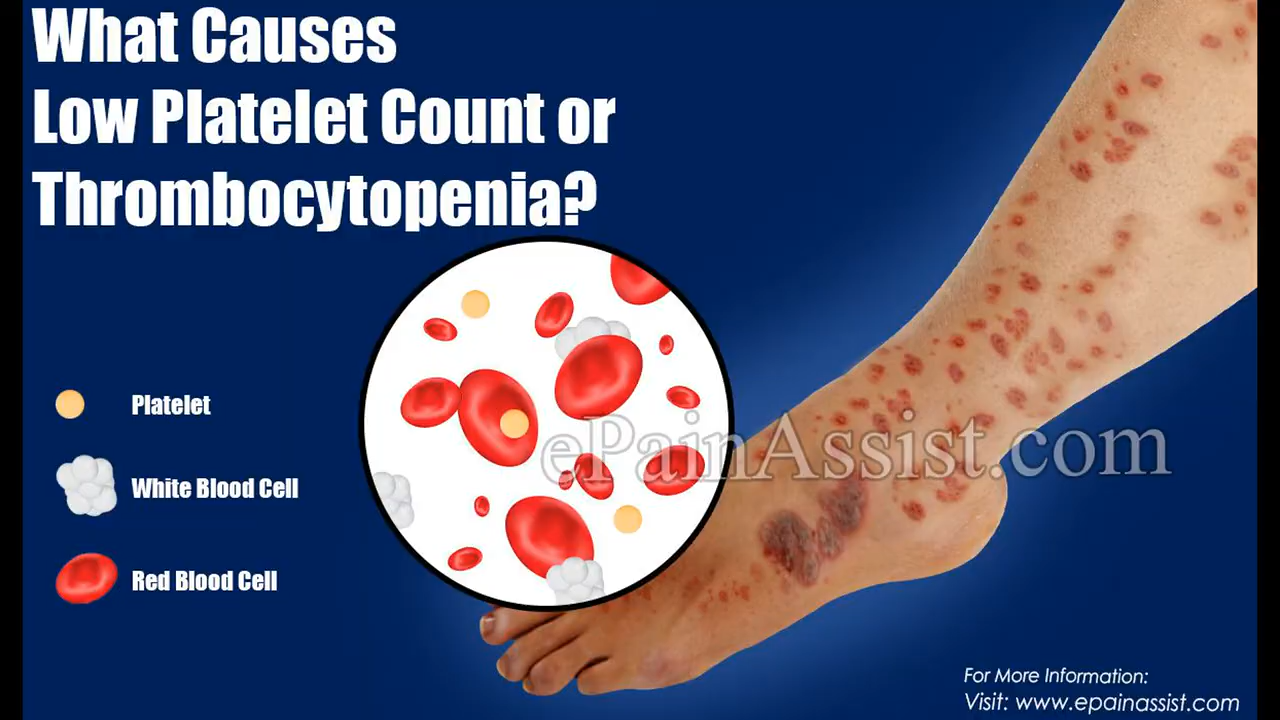 What Causes
Low Platelet Count or
Thrombocytopenia?
Platelet
White Blood Cell
Red Blood Cell
ePainAssist.com
For More Information:
Visit: www.epainassist.com